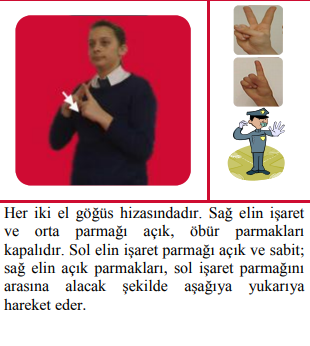 Her iki el göğüs hizasındadır. Sağ elin işaret
ve orta parmağı açık, öbür parmakları
kapalıdır. Sol elin işaret parmağı açık ve sabit;
sağ elin açık parmakları, sol işaret parmağını
arasına alacak şekilde aşağıya yukarıya
hareket eder.